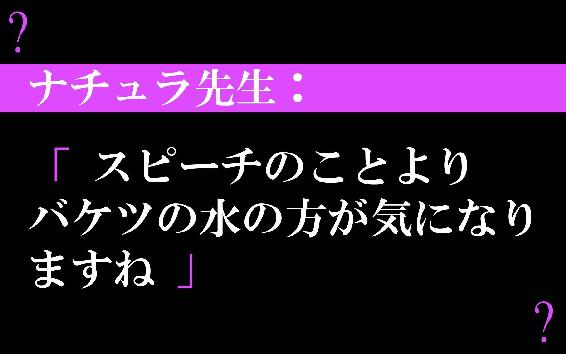 ?
ナチュラ先生:
「 スピーチのことより
バケツの水の方が気になり
ますね 」
?